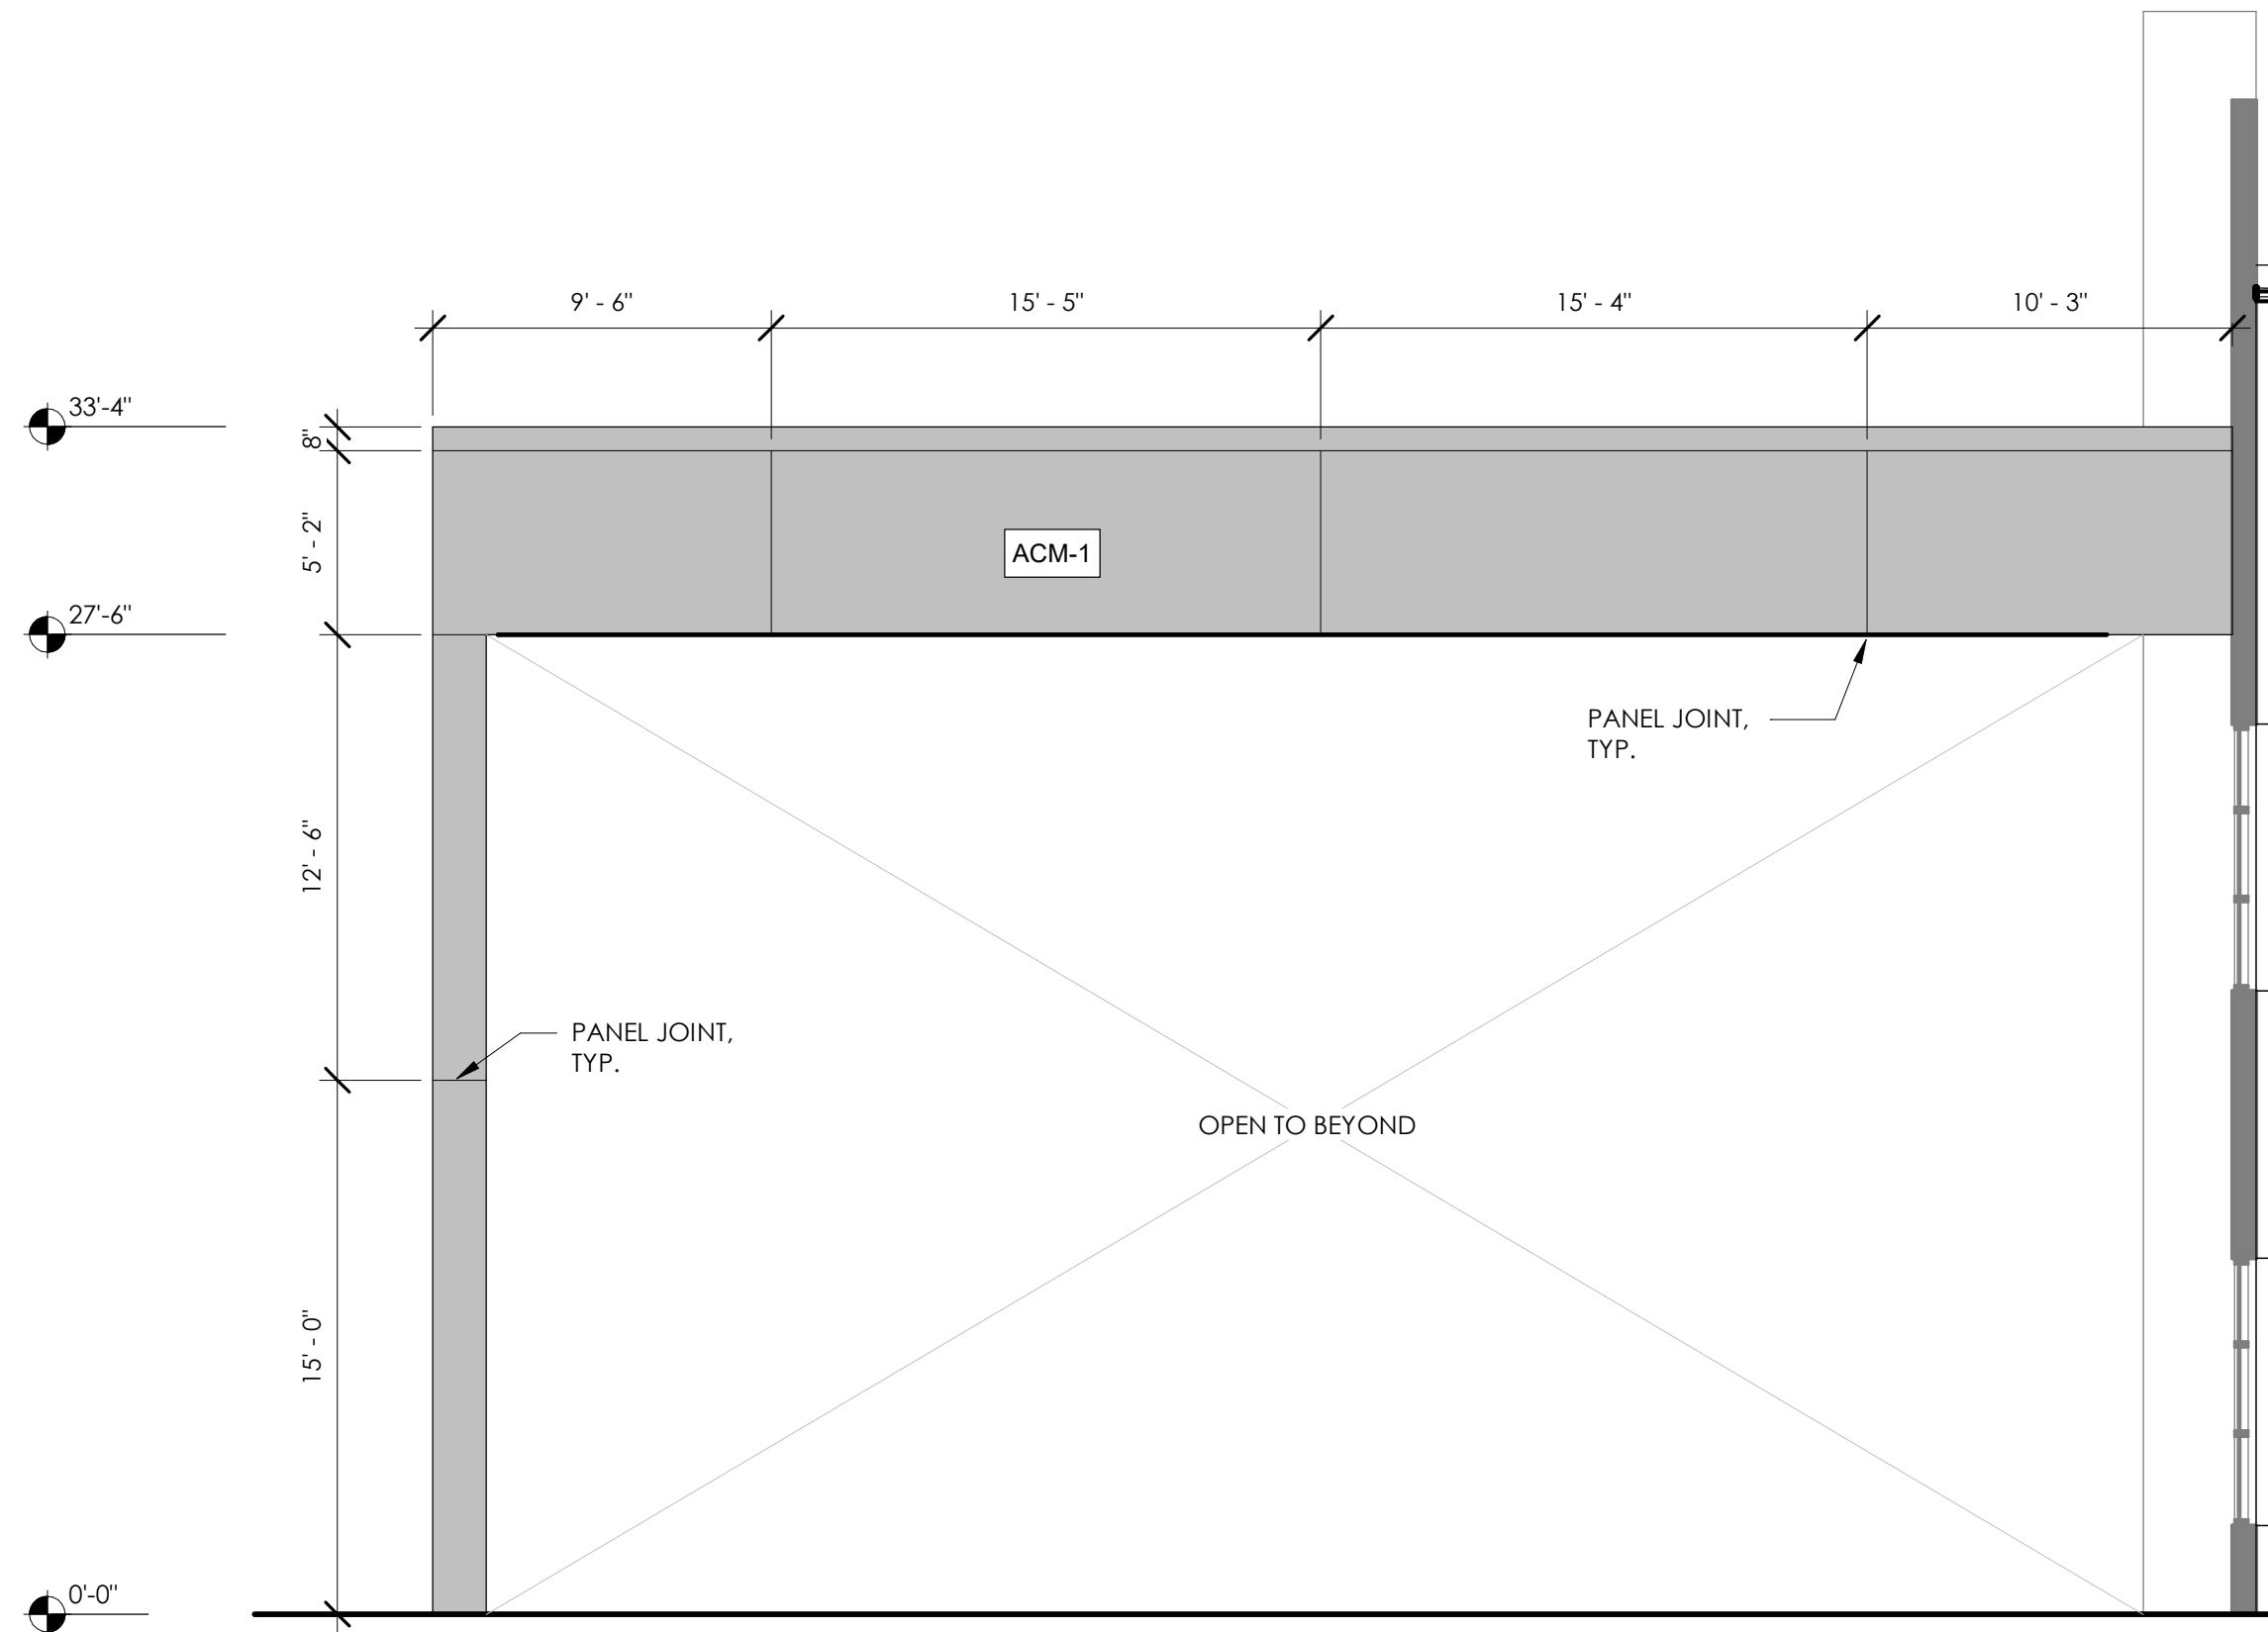 9' - 6"
15' - 5"
15' - 4"
10' - 3"
33'-4"
8"
5' - 2"
ACM-1
27'-6"
PANEL JOINT,
TYP.
12' - 6"
PANEL JOINT,
TYP.
OPEN TO BEYOND
15' - 0"
0'-0"